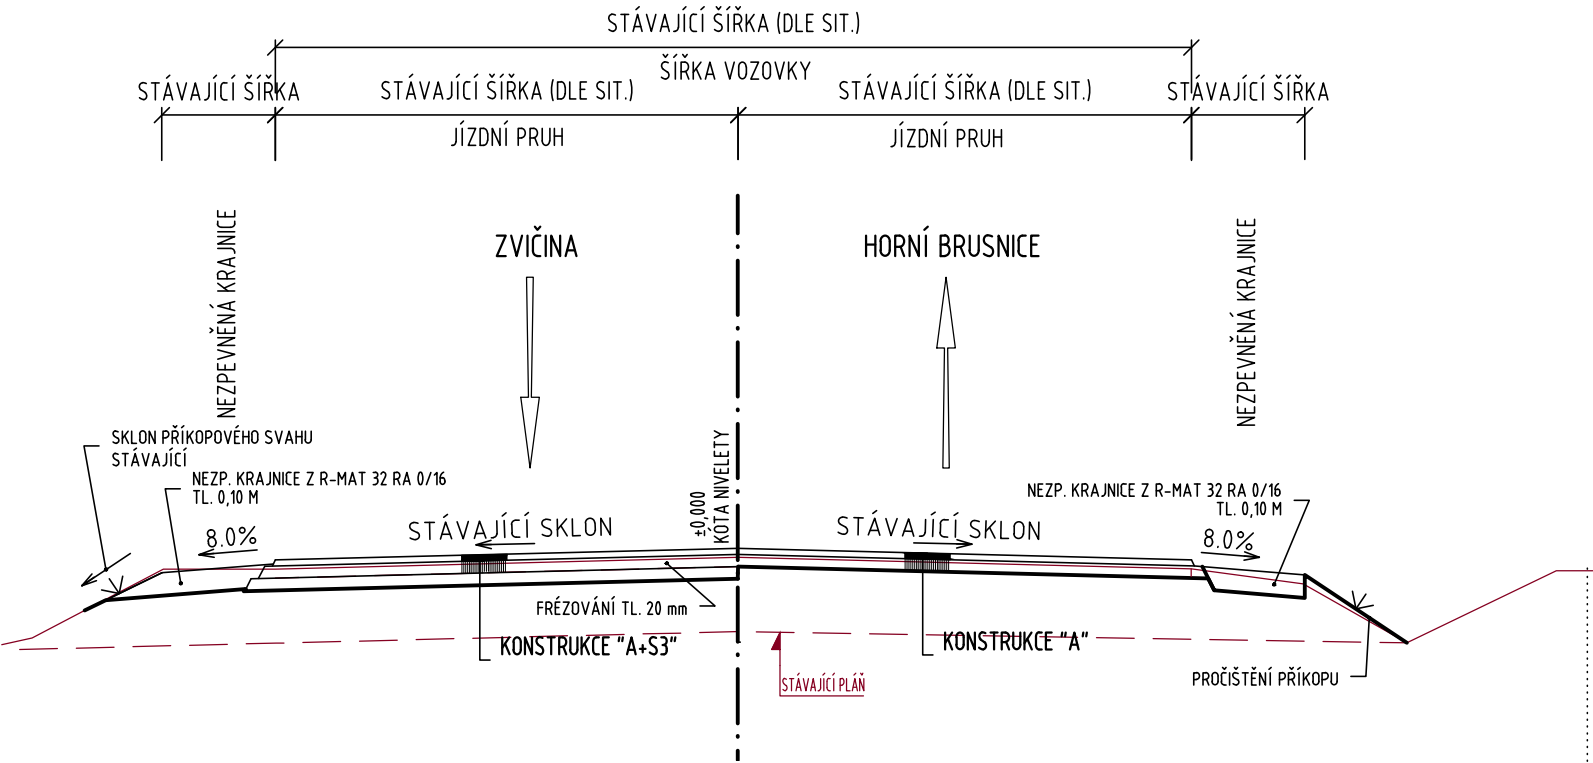 STÁVAJÍCÍ ŠÍŘKA (DLE SIT.)
ŠÍŘKA VOZOVKY
STÁVAJÍCÍ ŠÍŘKA
STÁVAJÍCÍ ŠÍŘKA (DLE SIT.)
STÁVAJÍCÍ ŠÍŘKA (DLE SIT.)
STÁVAJÍCÍ ŠÍŘKA
JÍZDNÍ PRUH
JÍZDNÍ PRUH
NEZPEVNĚNÁ KRAJNICE
ZVIČINA
HORNÍ BRUSNICE
NEZPEVNĚNÁ KRAJNICE
SKLON PŘÍKOPOVÉHO SVAHU
STÁVAJÍCÍ
NEZP. KRAJNICE Z R-MAT 32 RA 0/16
TL. 0,10 M
8.0%
STÁVAJÍCÍ SKLON
±0,000
KÓTA NIVELETY
STÁVAJÍCÍ SKLON
NEZP. KRAJNICE Z R-MAT 32 RA 0/16
TL. 0,10 M
8.0%
FRÉZOVÁNÍ TL. 20 mm
KONSTRUKCE "A+S3"
KONSTRUKCE "A"
STÁVAJÍCÍ PLÁŇ
PROČIŠTĚNÍ PŘÍKOPU